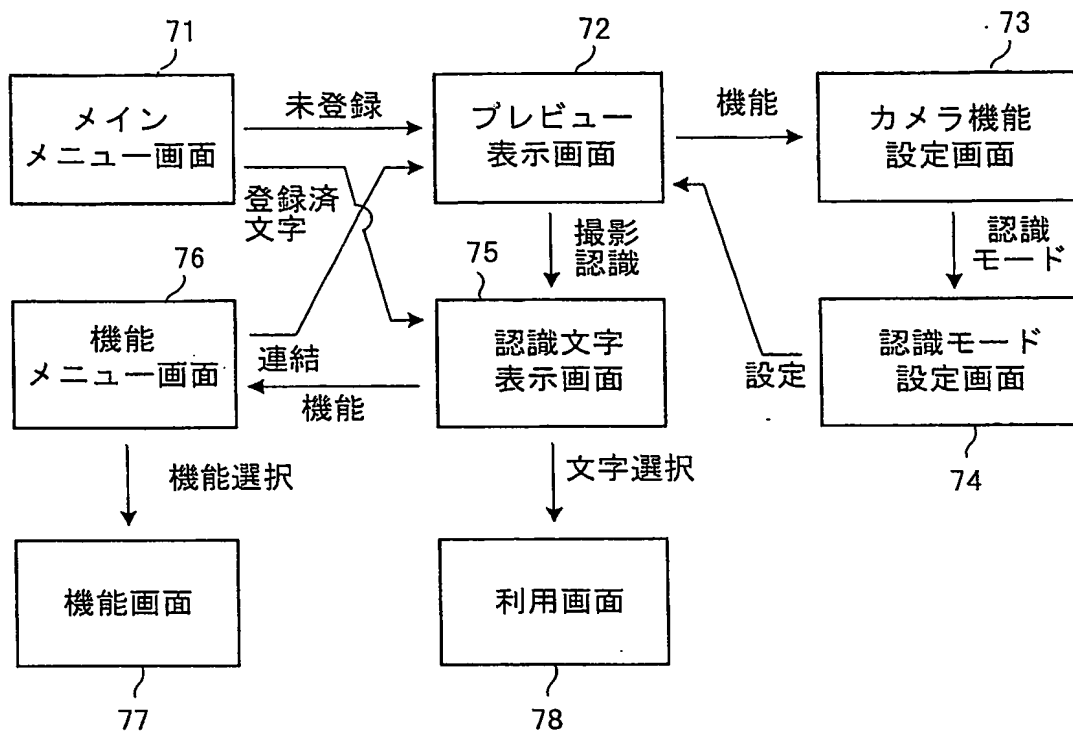 71
72
73
メイン
メニュー画面
未登録
プレビュー
表示画面
機能
カメラ機能
設定画面
登録済
文字
撮影
認識
認識
モード
76
75
機能
メニュー画面
連結
認識文字
表示画面
設定
認識モード
設定画面
機能
機能選択
文字選択
74
機能画面
利用画面
77
78